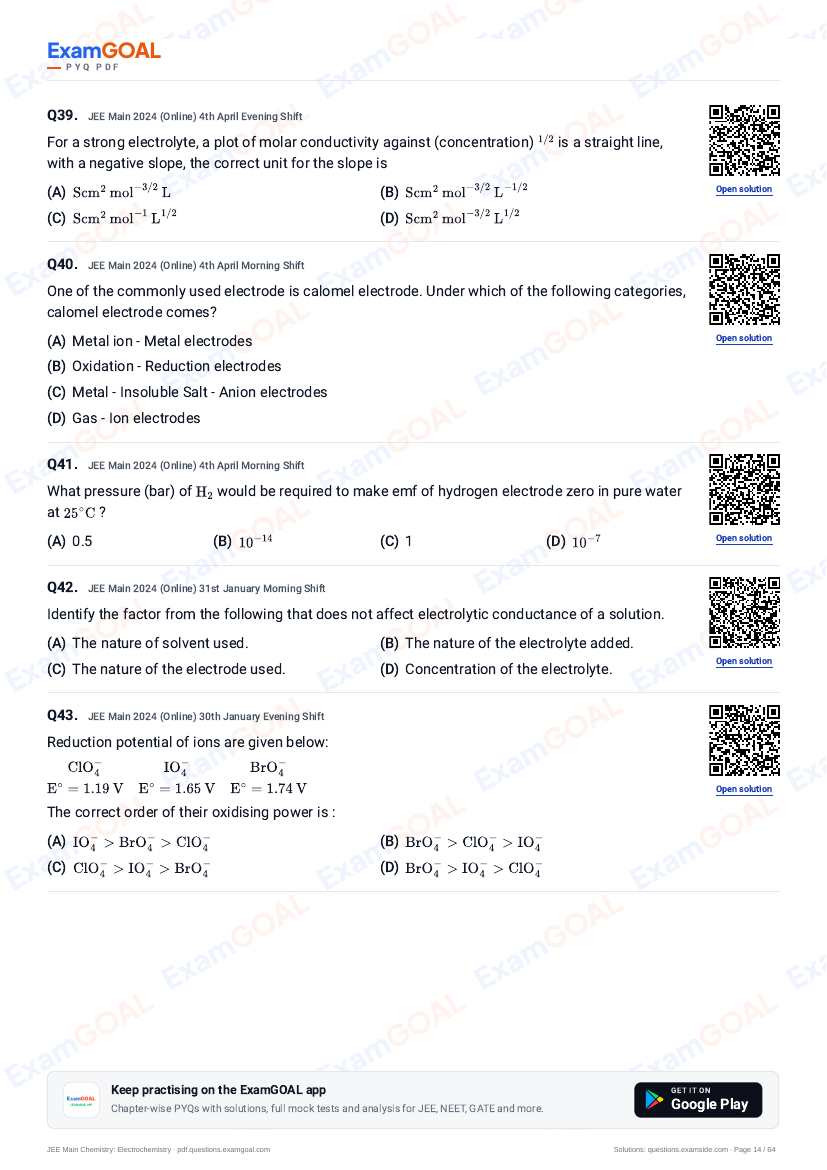 ExamGOAL
PYQ PDF
Q39. JEE Main 2024 (Online) 4th April Evening Shift
For a strong electrolyte, a plot of molar conductivity against (concentration) ^{1/2} is a straight line,
with a negative slope, the correct unit for the slope is
(A) Scm² mol^{−3/2} L
(B) Scm² mol^{−3/2} L^{−1/2}
(C) Scm² mol^{−1} L^{1/2}
(D) Scm² mol^{−3/2} L^{1/2}
Open solution
Q40. JEE Main 2024 (Online) 4th April Morning Shift
One of the commonly used electrode is calomel electrode. Under which of the following categories,
calomel electrode comes?
(A) Metal ion - Metal electrodes
(B) Oxidation - Reduction electrodes
(C) Metal - Insoluble Salt - Anion electrodes
(D) Gas - Ion electrodes
Open solution
Q41. JEE Main 2024 (Online) 4th April Morning Shift
What pressure (bar) of H₂ would be required to make emf of hydrogen electrode zero in pure water
at 25°C ?
(A) 0.5 (B) 10^{−14} (C) 1 (D) 10^{−7}
Open solution
Q42. JEE Main 2024 (Online) 31st January Morning Shift
Identify the factor from the following that does not affect electrolytic conductance of a solution.
(A) The nature of solvent used. (B) The nature of the electrolyte added.
(C) The nature of the electrode used. (D) Concentration of the electrolyte.
Open solution
Q43. JEE Main 2024 (Online) 30th January Evening Shift
Reduction potential of ions are given below:
ClO₄⁻ IO₄⁻ BrO₄⁻
E° = 1.19 V E° = 1.65 V E° = 1.74 V
The correct order of their oxidising power is :
(A) IO₄⁻ > BrO₄⁻ > ClO₄⁻ (B) BrO₄⁻ > ClO₄⁻ > IO₄⁻
(C) ClO₄⁻ > IO₄⁻ > BrO₄⁻ (D) BrO₄⁻ > IO₄⁻ > ClO₄⁻
Open solution
ExamGOAL
Keep practising on the ExamGOAL app
Chapter-wise PYQs with solutions, full mock tests and analysis for JEE, NEET, GATE and more.
GET IT ON
Google Play
JEE Main Chemistry: Electrochemistry · pdf.questions.examgoal.com
Solutions: questions.examside.com · Page 14 / 64